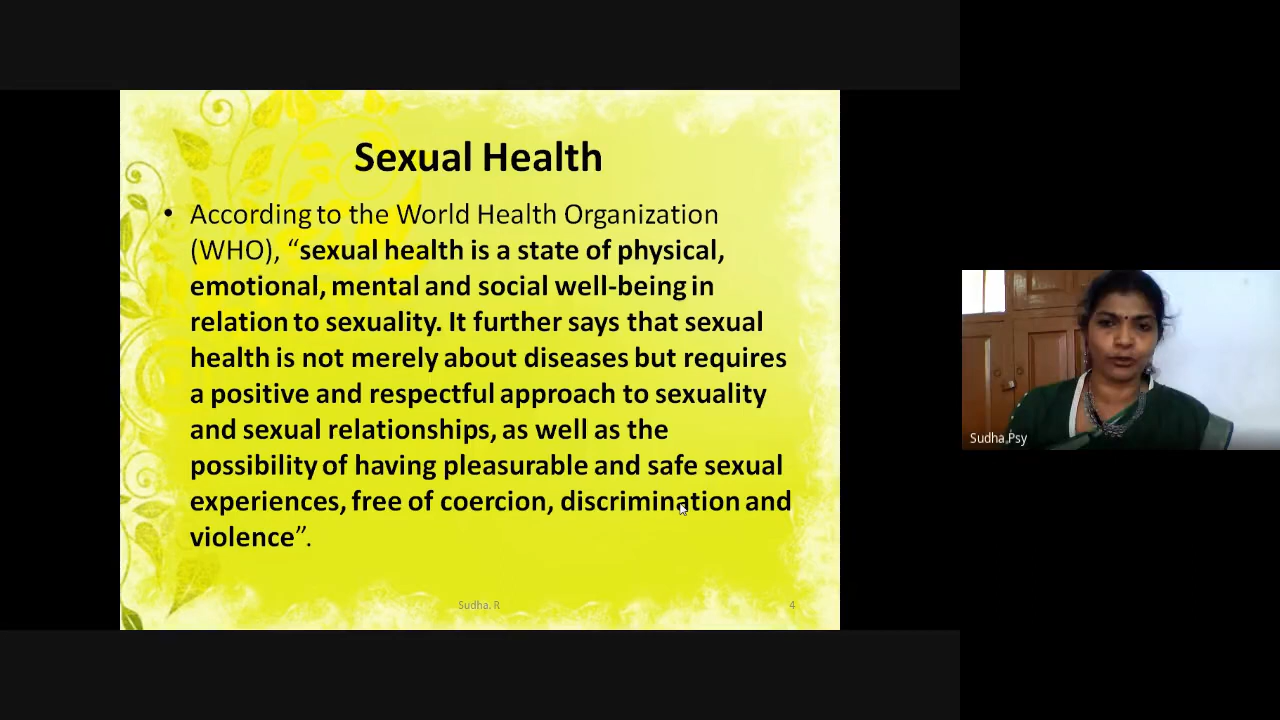 Sexual Health
• According to the World Health Organization
(WHO), “sexual health is a state of physical,
emotional, mental and social well-being in
relation to sexuality. It further says that sexual
health is not merely about diseases but requires
a positive and respectful approach to sexuality
and sexual relationships, as well as the
possibility of having pleasurable and safe sexual
experiences, free of coercion, discrimination and
violence”.
Sudha. R
4
Sudha,Psy